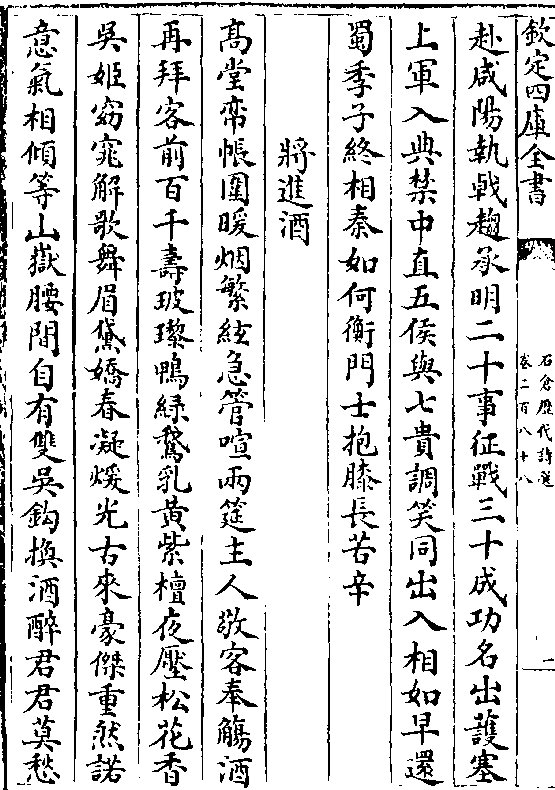 欽定四庫全書
石倉歷代詩選
卷二百八十八
二
赴咸陽執㦸趨承明二十事征戰三十成功名出護塞
上軍入典禁中直五侯與七貴調笑同出入相如早還
蜀季子終相秦如何衡門士抱膝長苦辛
將進酒
高堂帟帳圍暖烟繁絃急管喧兩筵主人敬客奉觴酒
再拜客前百千壽玻瓈鴨緑鵞乳黄紫檀夜壓松花香
吳姬窈窕解歌舞眉黛嬌春凝煖光古來豪傑重然諾
意氣相傾等山嶽腰間自有雙吳鈎換酒醉君君莫愁